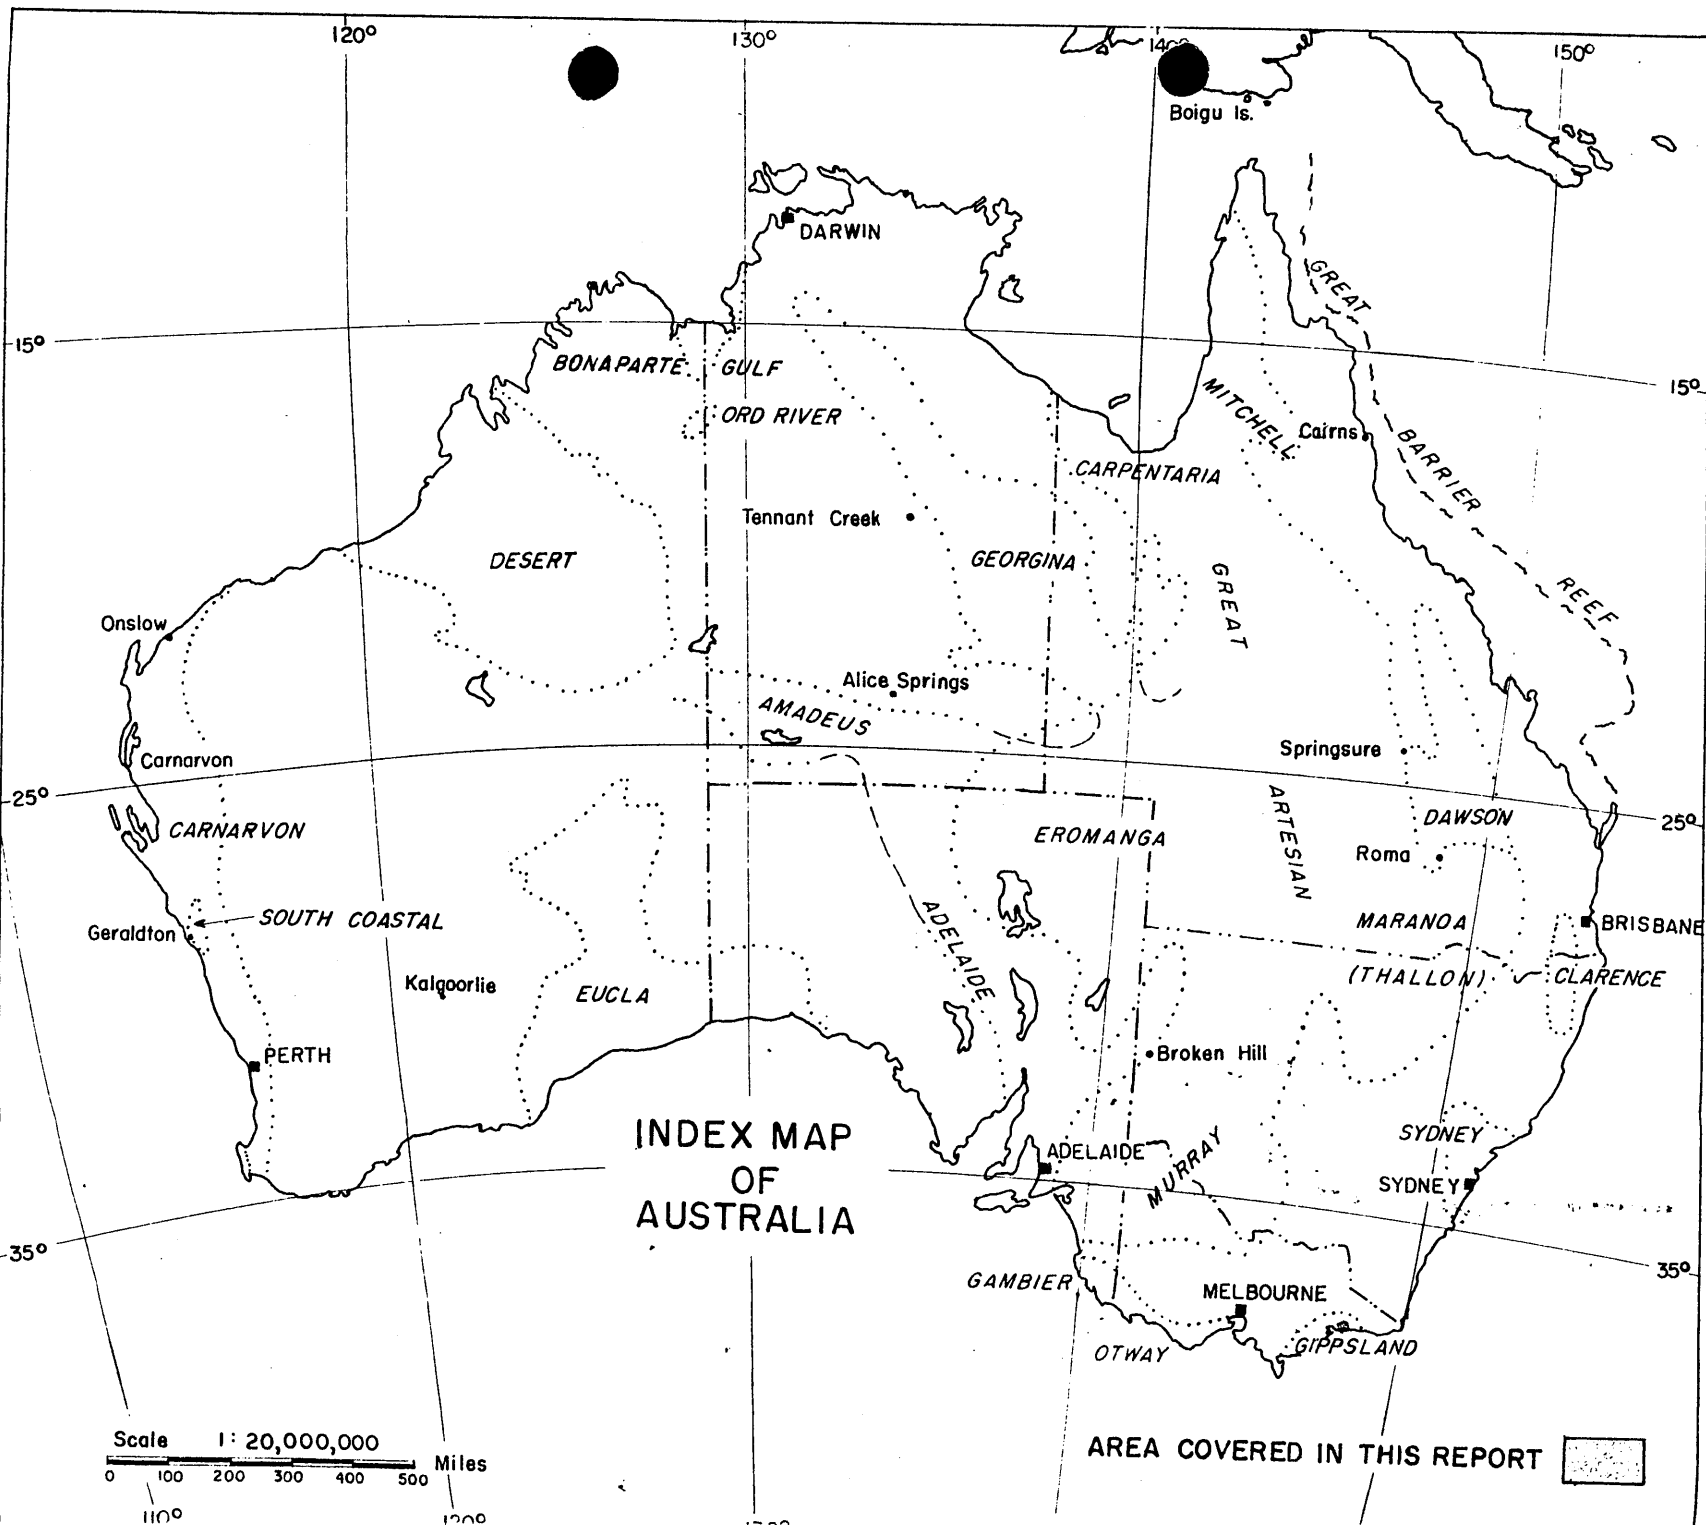 120°
130°
140°
150°
Boigu Is.
DARWIN
GREAT
15°
BONAPARTE GULF
15°
ORD RIVER
MITCHELL
Cairns
BARRIER
CARPENTARIA
Tennant Creek
DESERT
GEORGINA
GREAT
REEF
Onslow
Alice Springs
AMADEUS
Springsure
Carnarvon
25°
ARTESIAN
DAWSON
25°
CARNARVON
EROMANGA
Roma
SOUTH COASTAL
ADELAIDE
MARANOA
BRISBANE
Geraldton
Kalgoorlie
EUCLA
(THALLON)
CLARENCE
PERTH
Broken Hill
INDEX MAP
OF
AUSTRALIA
SYDNEY
ADELAIDE
MURRAY
SYDNEY
35°
35°
GAMBIER
MELBOURNE
OTWAY
GIPPSLAND
Scale 1: 20,000,000
0 100 200 300 400 500 Miles
AREA COVERED IN THIS REPORT
110°
120°
130°